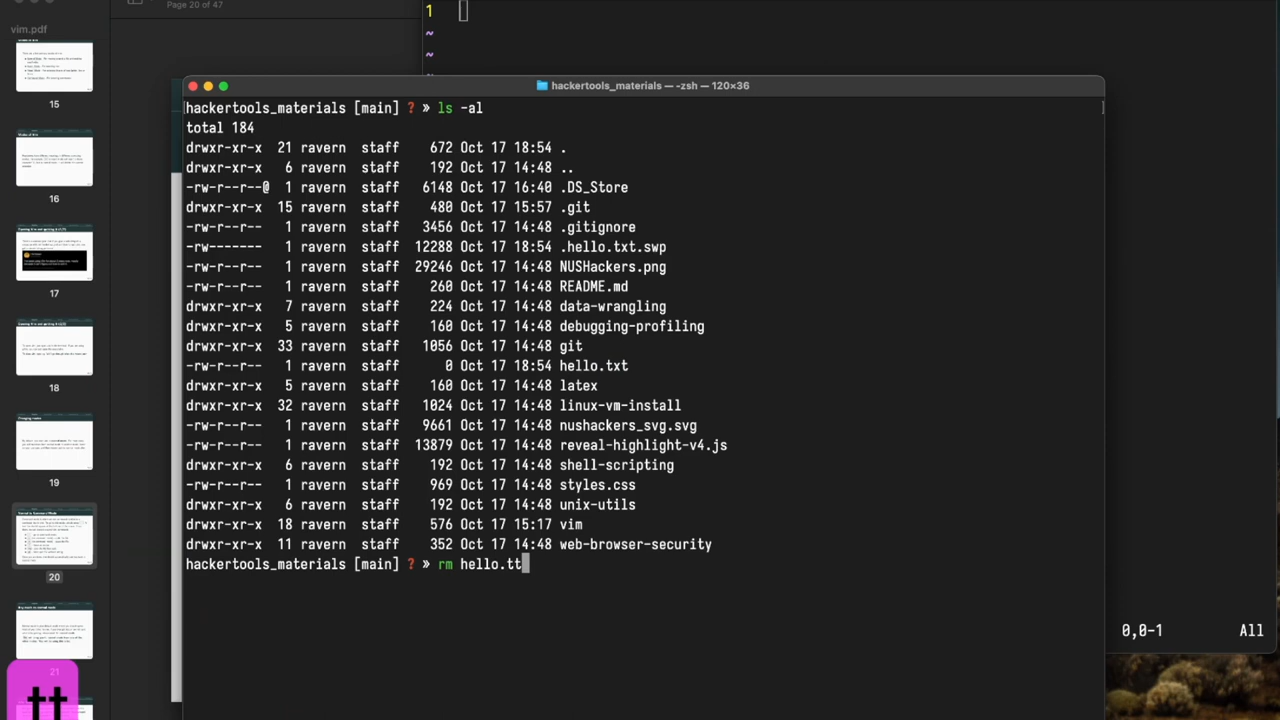 Page 20 of 47
vim.pdf
1
~
~
15
16
17
18
19
20
21
tt
hackertools_materials — -zsh — 120×36
hackertools_materials [main] ? » ls -al
total 184
drwxr-xr-x 21 ravern staff 672 Oct 17 18:54 .
drwxr-xr-x 6 ravern staff 192 Oct 17 14:48 ..
-rw-r--r--@ 1 ravern staff 6148 Oct 17 16:40 .DS_Store
drwxr-xr-x 15 ravern staff 480 Oct 17 15:57 .git
-rw-r--r-- 1 ravern staff 14:48 .gitignore
-rw-r--r-- 1 ravern staff 12288 Oct 17 18:54 .hello.txt.swp
-rw-r--r-- 1 ravern staff 29240 Oct 17 14:48 NUSHackers.png
-rw-r--r-- 1 ravern staff 260 Oct 17 14:48 README.md
drwxr-xr-x 7 ravern staff 224 Oct 17 14:48 data-wrangling
drwxr-xr-x 5 ravern staff 160 Oct 17 14:48 debugging-profiling
drwxr-xr-x 33 ravern staff 1056 Oct 17 14:48 git
-rw-r--r-- 1 ravern staff 0 Oct 17 18:54 hello.txt
drwxr-xr-x 5 ravern staff 160 Oct 17 14:48 latex
drwxr-xr-x 32 ravern staff 1024 Oct 17 14:48 linux-vm-install
-rw-r--r-- 1 ravern staff 9661 Oct 17 14:48 nushackers_svg.svg
-rw-r--r-- 1 ravern staff 13879 Oct 17 14:48 reveal-highlight-v4.js
drwxr-xr-x 6 ravern staff 192 Oct 17 14:48 shell-scripting
-rw-r--r-- 1 ravern staff 969 Oct 17 14:48 styles.css
drwxr-xr-x 6 ravern staff 192 Oct 17 14:48 unix-utils
drwxr-xr-x ravern staff 576 Oct 17 14:48 vim
drwxr-xr-x 11 ravern staff 352 Oct 17 14:48 web-browser-security
hackertools_materials [main] ? » rm hello.tt
0,0-1 All